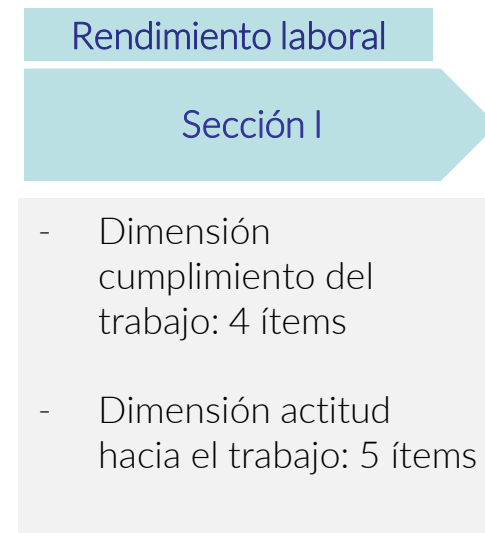 Rendimiento laboral
Sección I
- Dimensión
cumplimiento del
trabajo: 4 ítems
- Dimensión actitud
hacia el trabajo: 5 ítems